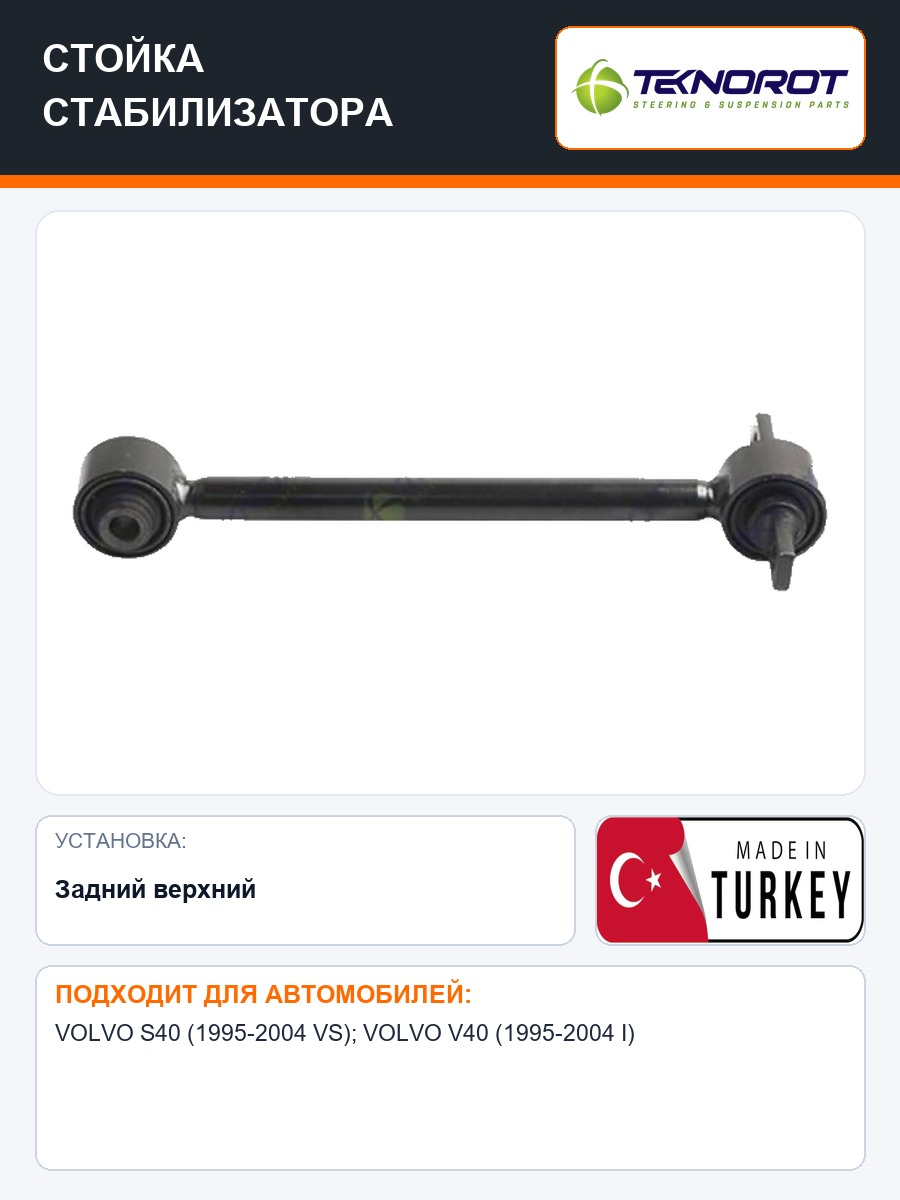 СТОЙКА
СТАБИЛИЗАТОРА
TEKNOROT
STEERING & SUSPENSION PARTS
УСТАНОВКА:
Задний верхний
MADE IN
TURKEY
ПОДХОДИТ ДЛЯ АВТОМОБИЛЕЙ:
VOLVO S40 (1995-2004 VS); VOLVO V40 (1995-2004 I)